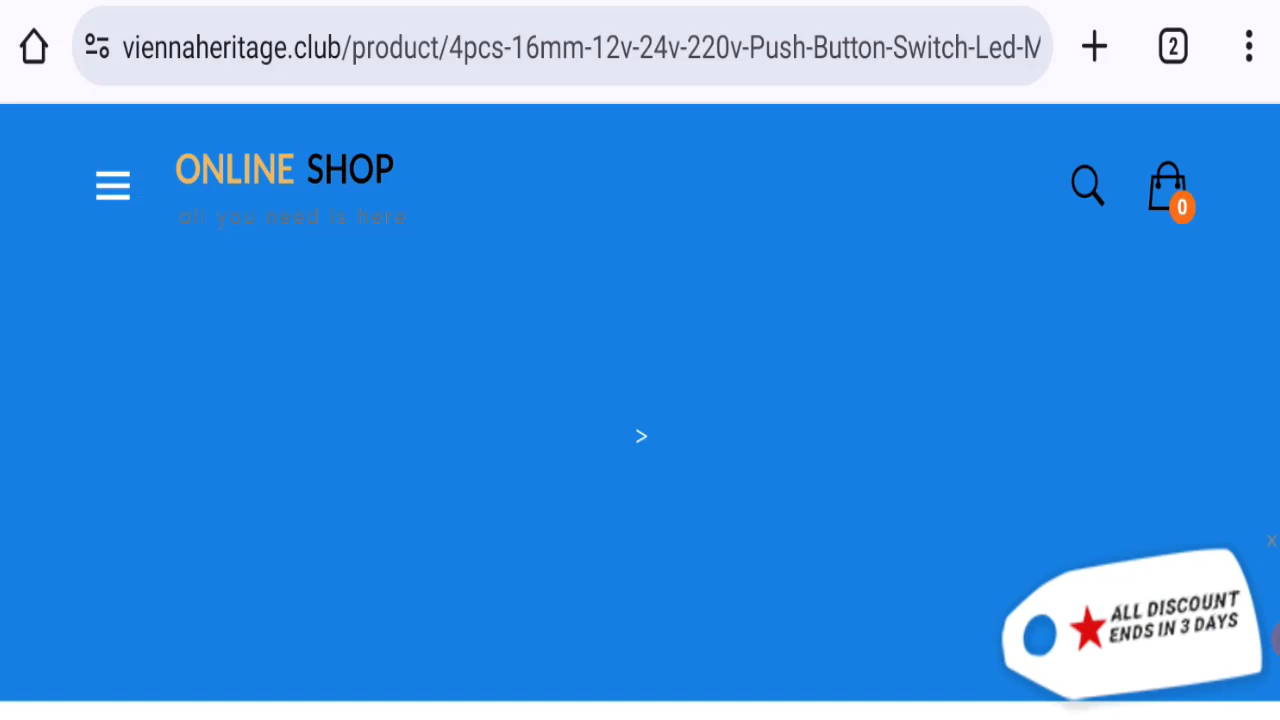 viennaheritage.club/product/4pcs-16mm-12v-24v-220v-Push-Button-Switch-Led-M
2
ONLINE SHOP
all you need is here
0
>
x
ALL DISCOUNT
ENDS IN 3 DAYS